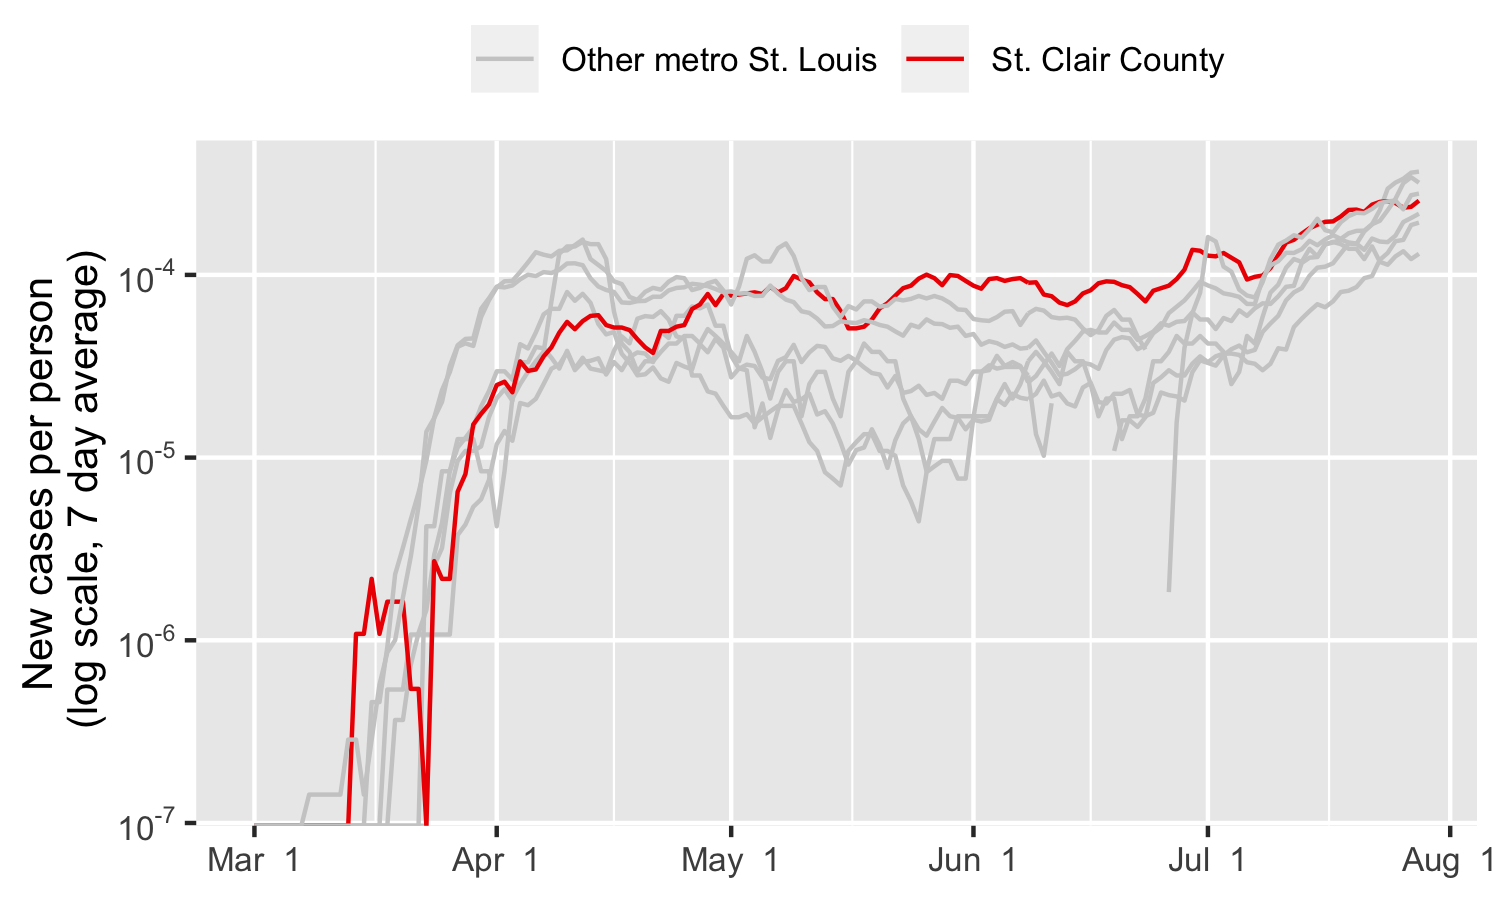 Other metro St. Louis
St. Clair County
New cases per person
(log scale, 7 day average)
10⁻⁴
10⁻⁵
10⁻⁶
10⁻⁷
Mar 1
Apr 1
May 1
Jun 1
Jul 1
Aug 1